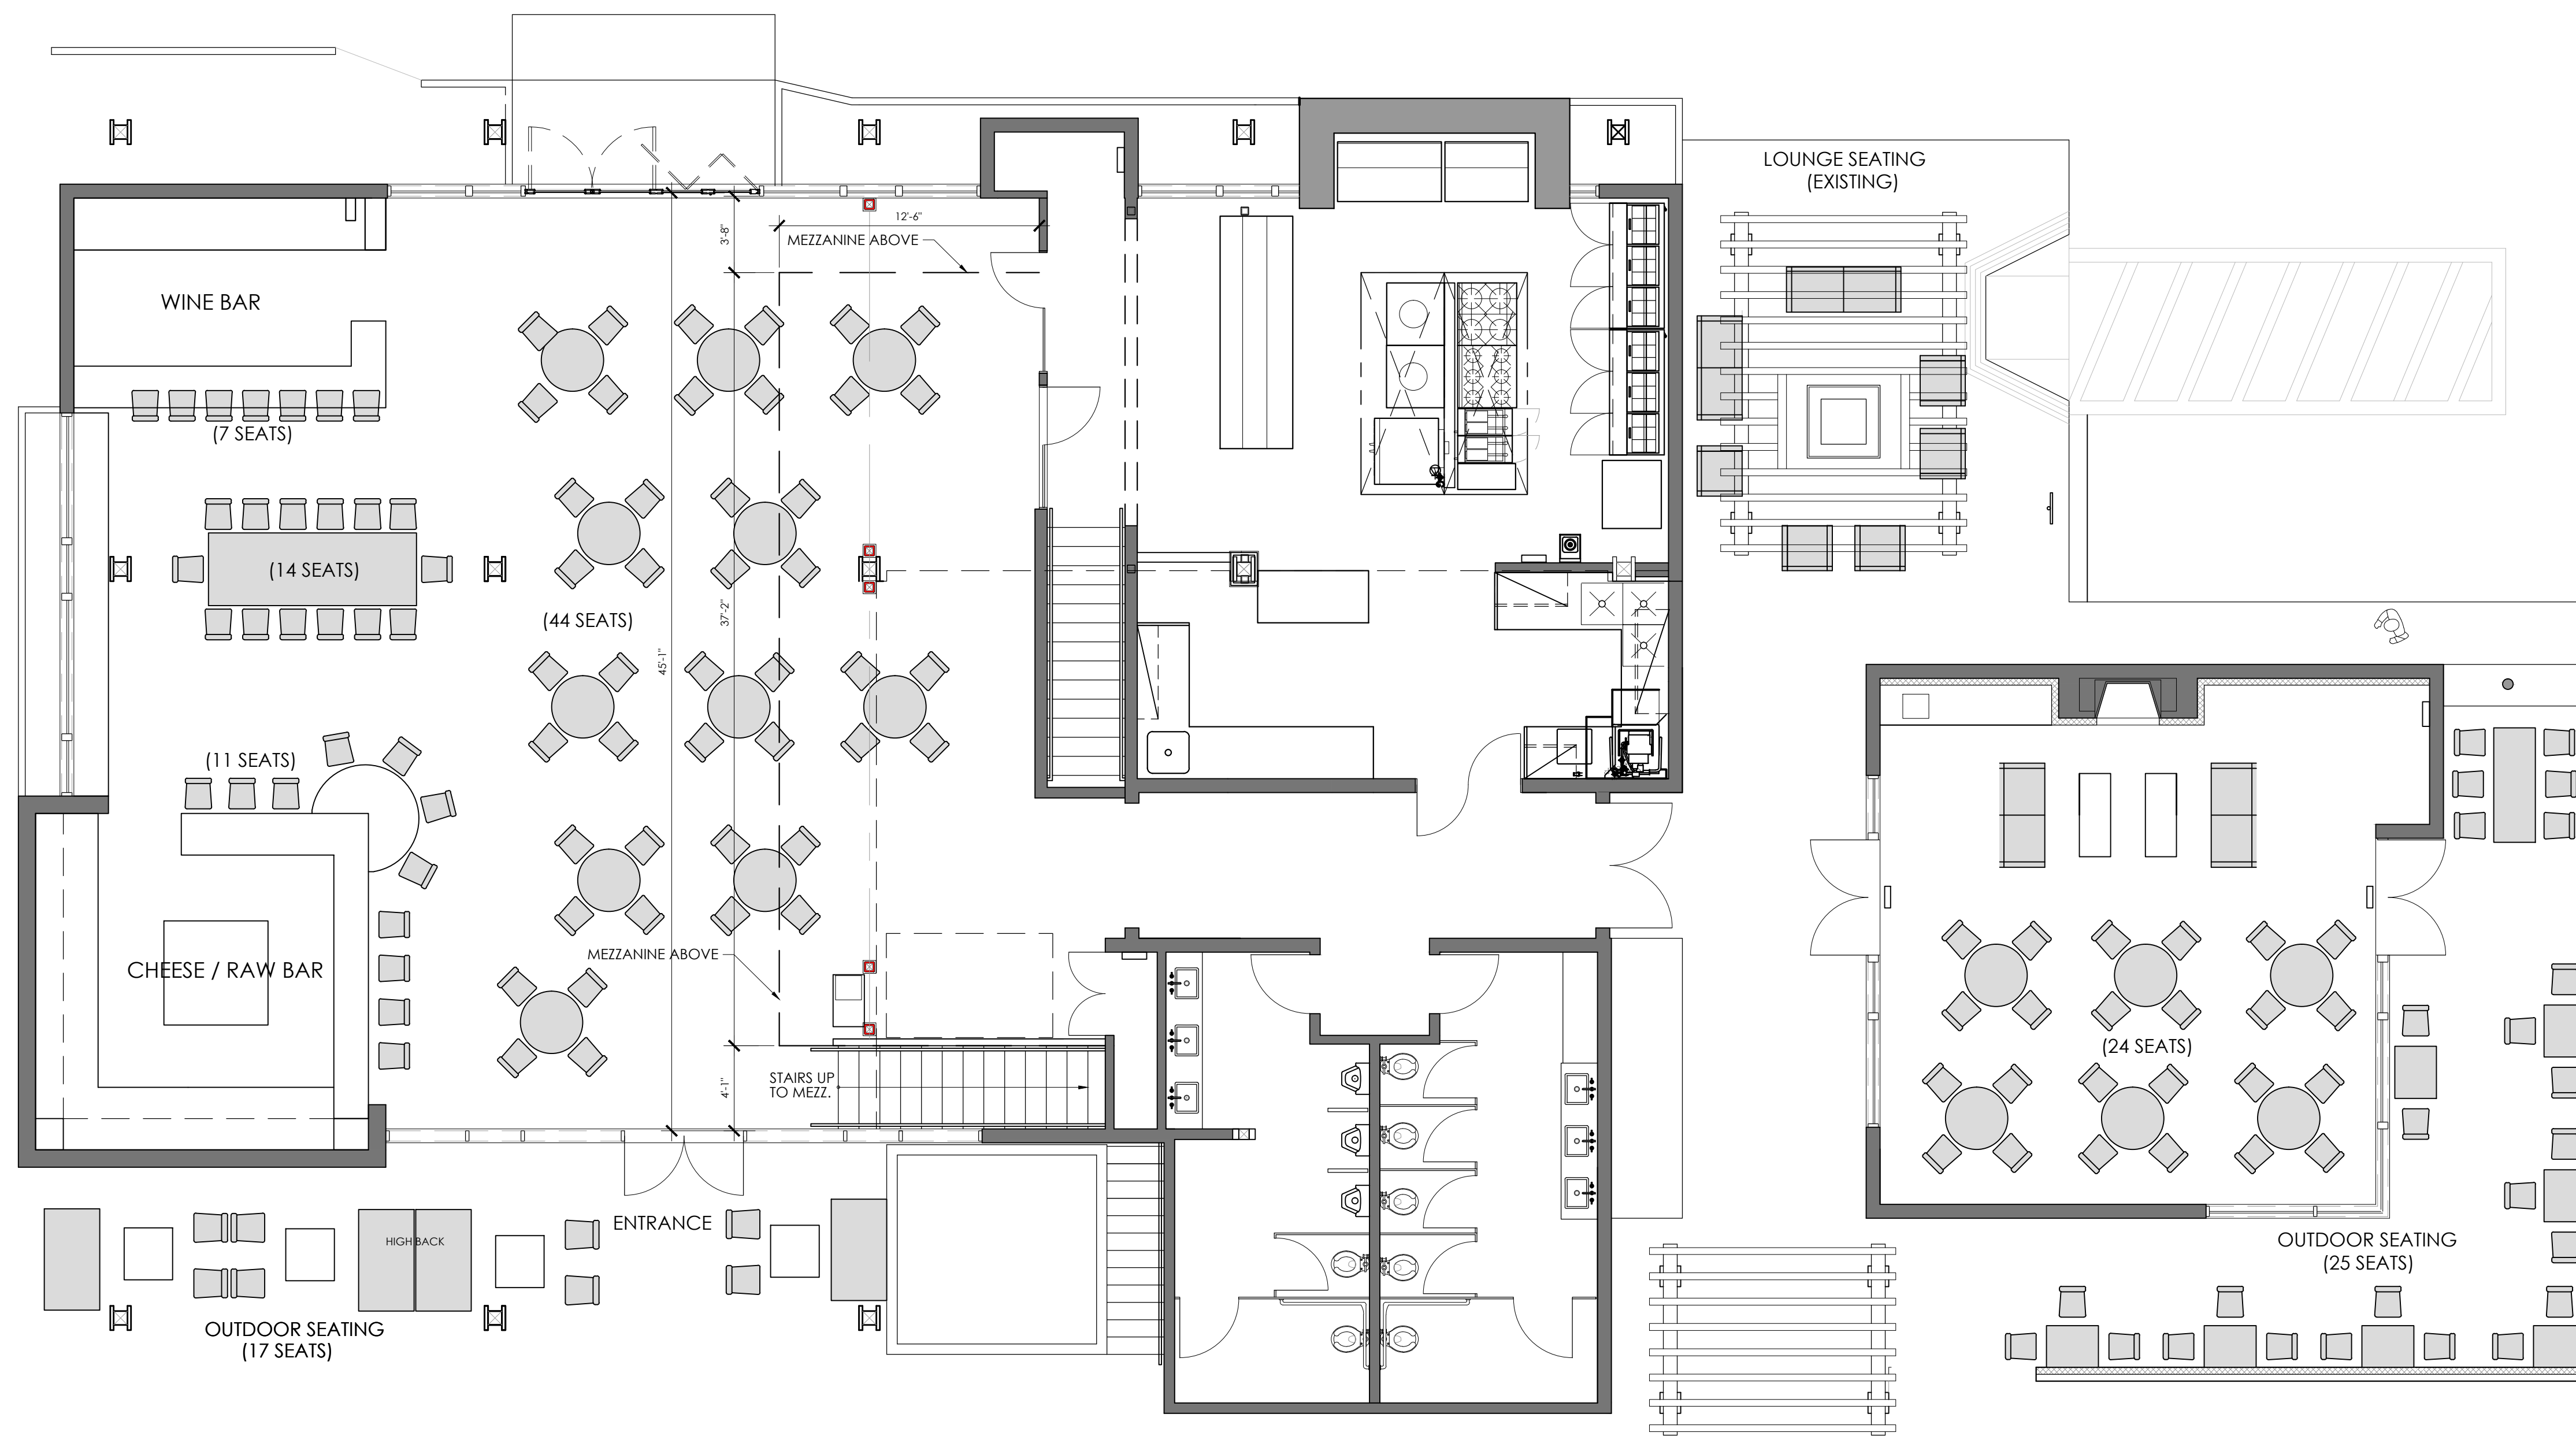 LOUNGE SEATING
(EXISTING)
12'-6"
3'-8"
MEZZANINE ABOVE
WINE BAR
(7 SEATS)
(14 SEATS)
(44 SEATS)
37'-2"
45'-1"
(11 SEATS)
MEZZANINE ABOVE
CHEESE / RAW BAR
(24 SEATS)
STAIRS UP
TO MEZZ.
4'-1"
ENTRANCE
HIGH BACK
OUTDOOR SEATING
(25 SEATS)
OUTDOOR SEATING
(17 SEATS)